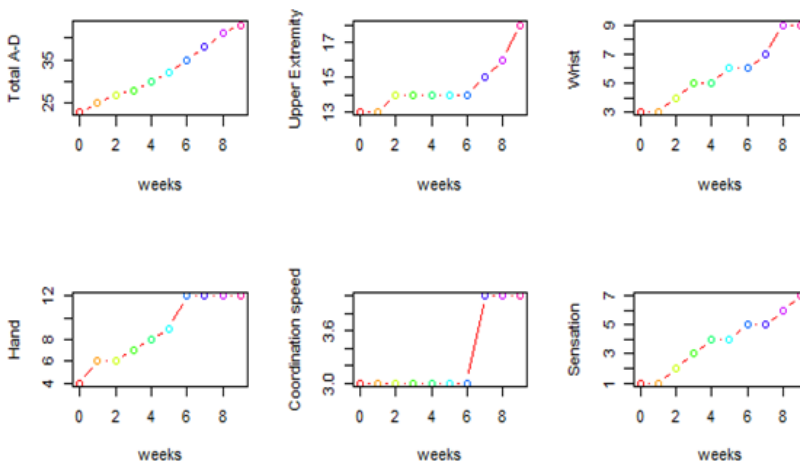 Total A-D
25 35
0 2 4 6 8
weeks
Upper Extremity
13 15 17
0 2 4 6 8
weeks
Wrist
3 5 7 9
0 2 4 6 8
weeks
Hand
4 6 8 12
0 2 4 6 8
weeks
Coordination speed
3.0 3.6
0 2 4 6 8
weeks
Sensation
1 3 5 7
0 2 4 6 8
weeks